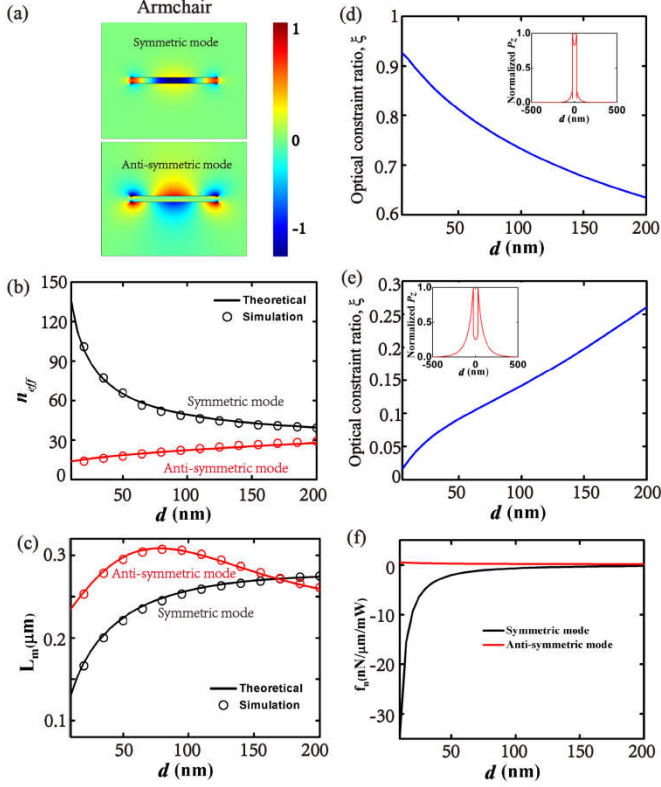 (a)
Armchair
Symmetric mode
Anti-symmetric mode
1
0
-1
(b)
150
120
90
60
30
0
n_eff
Theoretical
Simulation
Symmetric mode
Anti-symmetric mode
50
100
150
200
d (nm)
(c)
0.3
0.2
0.1
L_m(μm)
Anti-symmetric mode
Symmetric mode
Theoretical
Simulation
0
50
100
150
200
d (nm)
(d)
1
0.9
0.8
0.7
0.6
Optical constraint ratio, ξ
Normalized P_Z
1.0
0.5
0.0
-500
0
500
d (nm)
50
100
150
200
d (nm)
(e)
0.3
0.25
0.2
0.15
0.1
0.05
0
Optical constraint ratio, ξ
Normalized P_Z
1.0
0.5
0.0
-500
0
500
d (nm)
50
100
150
200
d (nm)
(f)
0
-10
-20
-30
f_n(nN/μm/mW)
Symmetric mode
Anti-symmetric mode
50
100
150
200
d (nm)